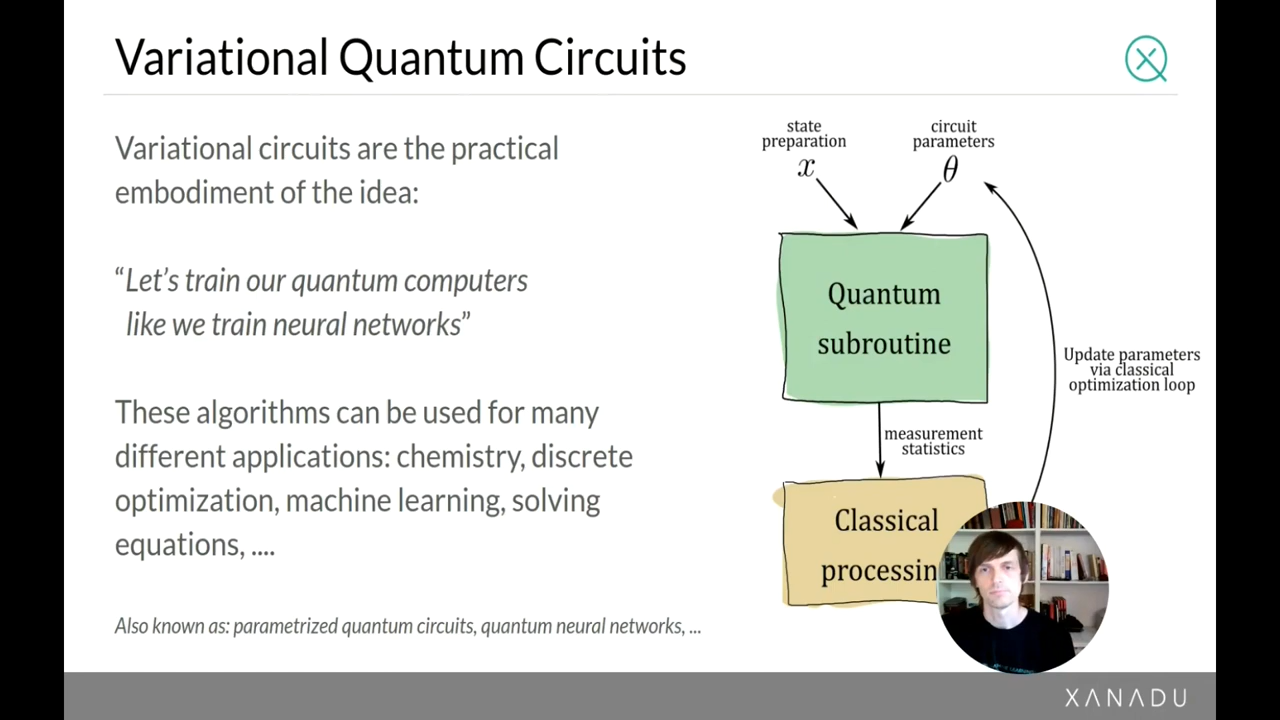 Variational Quantum Circuits
Variational circuits are the practical
embodiment of the idea:
“Let’s train our quantum computers
like we train neural networks”
These algorithms can be used for many
different applications: chemistry, discrete
optimization, machine learning, solving
equations, ....
Also known as: parametrized quantum circuits, quantum neural networks, ...
state
preparation
x
circuit
parameters
θ
Quantum
subroutine
Update parameters
via classical
optimization loop
measurement
statistics
Classical
processin
XANADU